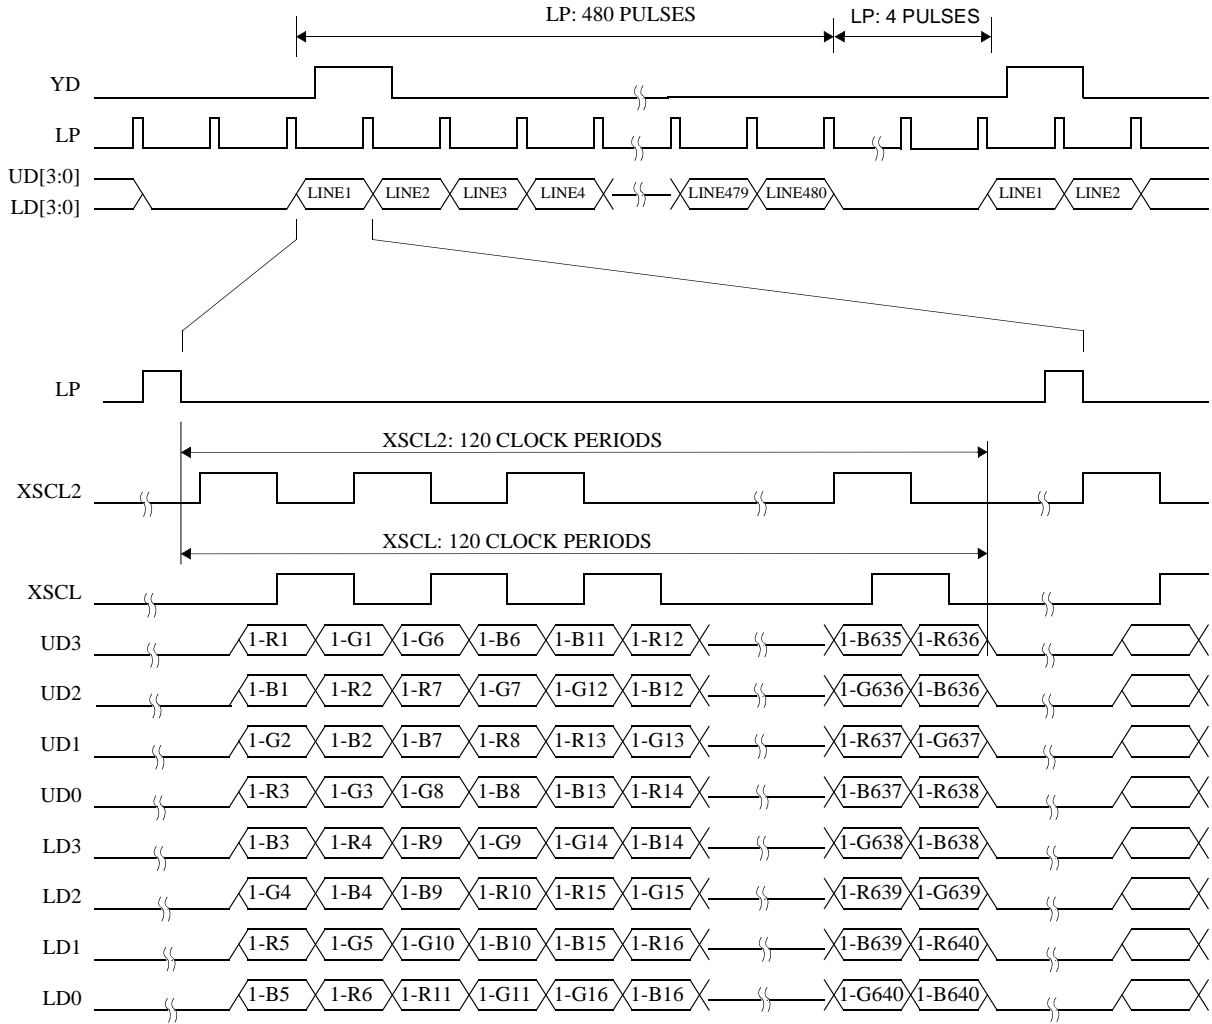 LP: 480 PULSES LP: 4 PULSES
YD
LP
UD[3:0]
LD[3:0]
LINE1 LINE2 LINE3 LINE4 LINE479 LINE480 LINE1 LINE2
LP
XSCL2: 120 CLOCK PERIODS
XSCL2
XSCL: 120 CLOCK PERIODS
XSCL
UD3 1-R1 1-G1 1-G6 1-B6 1-B11 1-R12 1-B635 1-R636
UD2 1-B1 1-R2 1-R7 1-G7 1-G12 1-B12 1-G636 1-B636
UD1 1-G2 1-B2 1-B7 1-R8 1-R13 1-G13 1-R637 1-G637
UD0 1-R3 1-G3 1-G8 1-B8 1-B13 1-R14 1-B637 1-R638
LD3 1-B3 1-R4 1-R9 1-G9 1-G14 1-B14 1-G638 1-B638
LD2 1-G4 1-B4 1-B9 1-R10 1-R15 1-G15 1-R639 1-G639
LD1 1-R5 1-G5 1-G10 1-B10 1-B15 1-R16 1-B639 1-R640
LD0 1-B5 1-R6 1-R11 1-G11 1-G16 1-B16 1-G640 1-B640